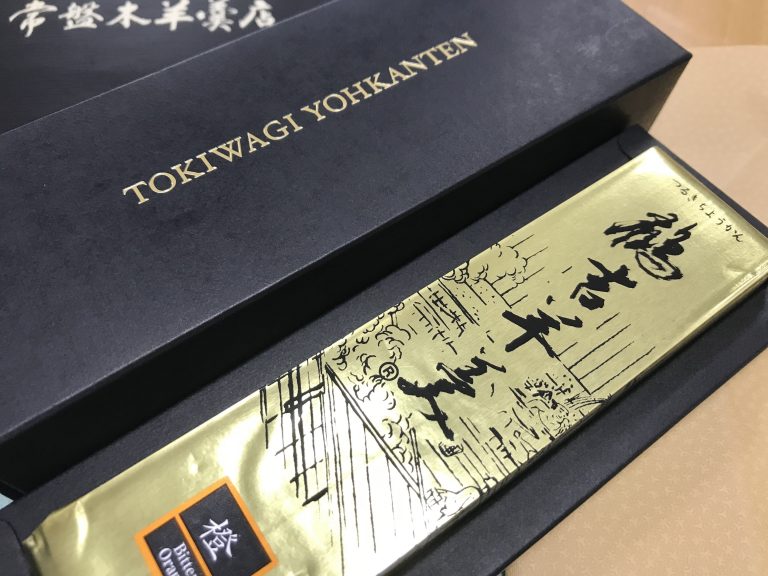 常盤木羊羹店
TOKIWAGI YOHKANTEN
つるきちようかん
鶴吉羊羹
®
橙
Bitter
Oran